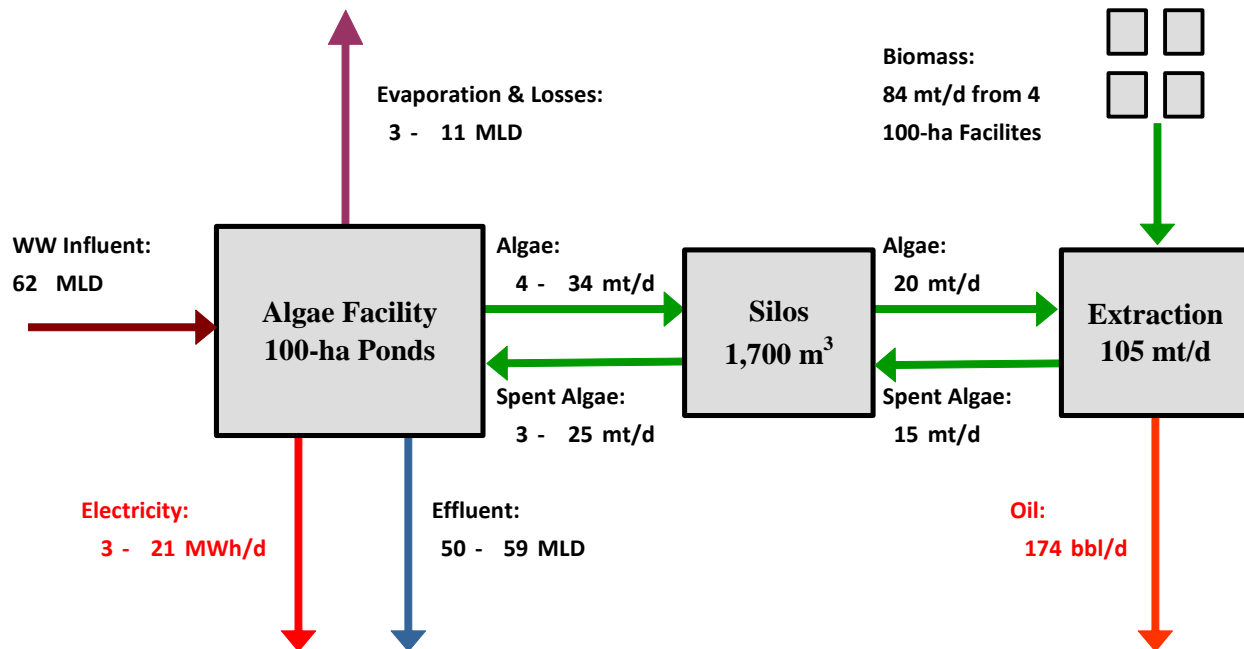 Biomass:
84 mt/d from 4
100-ha Facilites
Evaporation & Losses:
3 - 11 MLD
WW Influent:
62 MLD
Algae Facility
100-ha Ponds
Algae:
4 - 34 mt/d
Spent Algae:
3 - 25 mt/d
Silos
1,700 m³
Algae:
20 mt/d
Spent Algae:
15 mt/d
Extraction
105 mt/d
Electricity:
3 - 21 MWh/d
Effluent:
50 - 59 MLD
Oil:
174 bbl/d